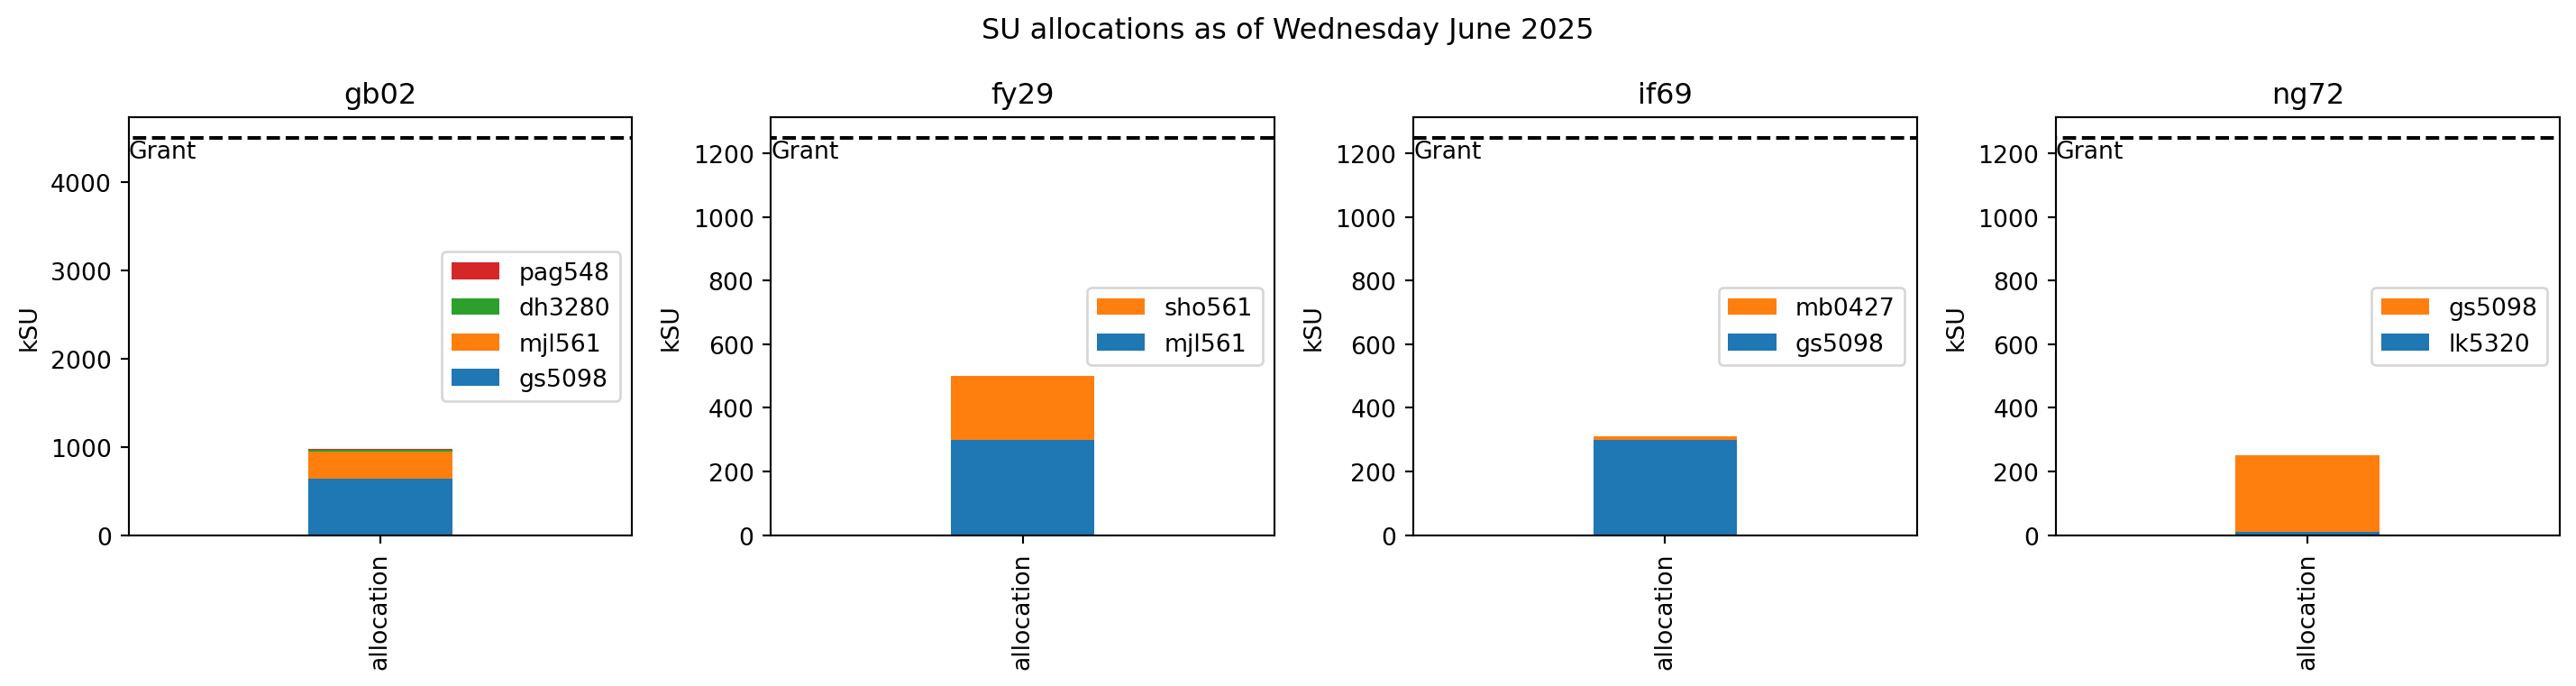 SU allocations as of Wednesday June 2025
gb02
Grant
4000
3000
2000
1000
0
kSU
pag548
dh3280
mjl561
gs5098
allocation
fy29
Grant
1200
1000
800
600
400
200
0
kSU
sho561
mjl561
allocation
if69
Grant
1200
1000
800
600
400
200
0
kSU
mb0427
gs5098
allocation
ng72
Grant
1200
1000
800
600
400
200
0
kSU
gs5098
lk5320
allocation